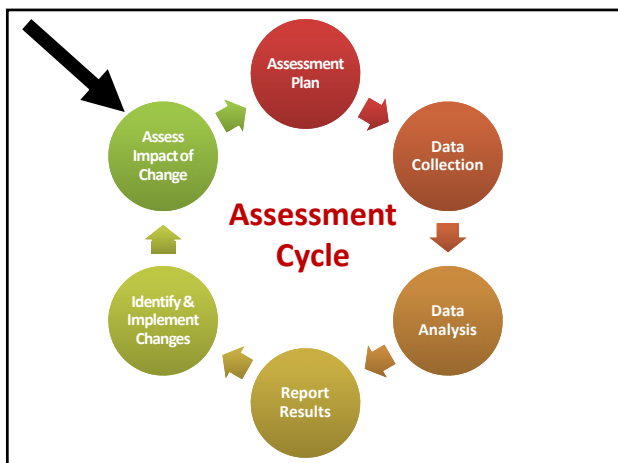 Assessment
Plan
Data
Collection
Data
Analysis
Report
Results
Identify &
Implement
Changes
Assess
Impact of
Change
Assessment
Cycle